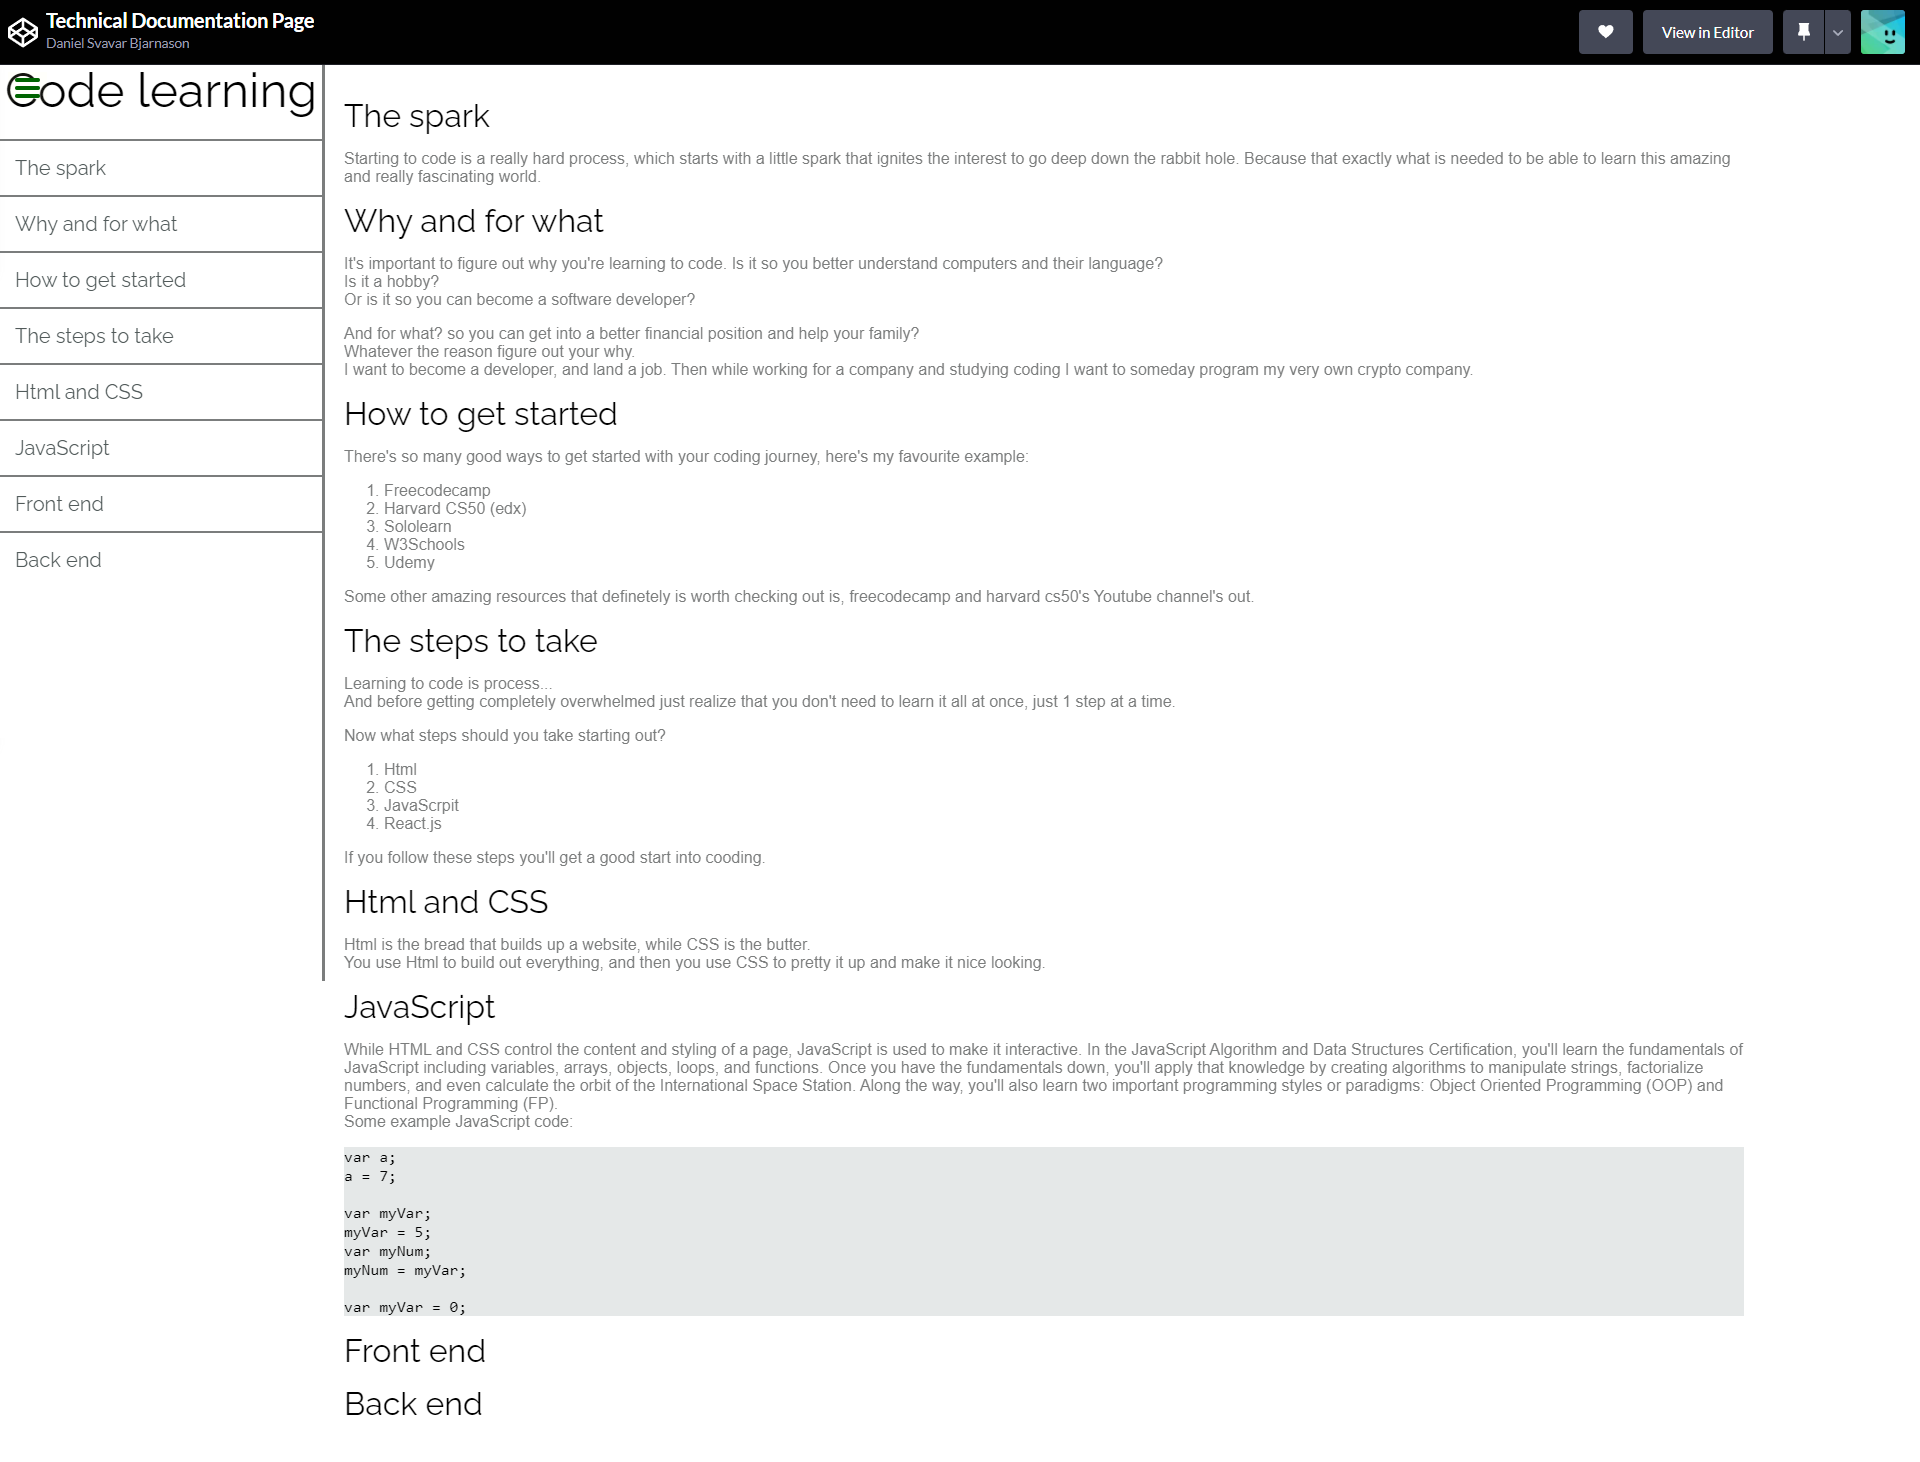 Technical Documentation Page
Daniel Svavar Bjarnason
View in Editor
Code learning
The spark
Why and for what
How to get started
The steps to take
Html and CSS
JavaScript
Front end
Back end
The spark
Starting to code is a really hard process, which starts with a little spark that ignites the interest to go deep down the rabbit hole. Because that exactly what is needed to be able to learn this amazing
and really fascinating world.
Why and for what
It's important to figure out why you're learning to code. Is it so you better understand computers and their language?
Is it a hobby?
Or is it so you can become a software developer?
And for what? so you can get into a better financial position and help your family?
Whatever the reason figure out your why.
I want to become a developer, and land a job. Then while working for a company and studying coding I want to someday program my very own crypto company.
How to get started
There's so many good ways to get started with your coding journey, here's my favourite example:
1. Freecodecamp
2. Harvard CS50 (edx)
3. Sololearn
4. W3Schools
5. Udemy
Some other amazing resources that definetely is worth checking out is, freecodecamp and harvard cs50's Youtube channel's out.
The steps to take
Learning to code is process...
And before getting completely overwhelmed just realize that you don't need to learn it all at once, just 1 step at a time.
Now what steps should you take starting out?
1. Html
2. CSS
3. JavaScrpit
4. React.js
If you follow these steps you'll get a good start into cooding.
Html and CSS
Html is the bread that builds up a website, while CSS is the butter.
You use Html to build out everything, and then you use CSS to pretty it up and make it nice looking.
JavaScript
While HTML and CSS control the content and styling of a page, JavaScript is used to make it interactive. In the JavaScript Algorithm and Data Structures Certification, you'll learn the fundamentals of
JavaScript including variables, arrays, objects, loops, and functions. Once you have the fundamentals down, you'll apply that knowledge by creating algorithms to manipulate strings, factorialize
numbers, and even calculate the orbit of the International Space Station. Along the way, you'll also learn two important programming styles or paradigms: Object Oriented Programming (OOP) and
Functional Programming (FP).
Some example JavaScript code:
var a;
a = 7;
var myVar;
myVar = 5;
var myNum;
myNum = myVar;
var myVar = 0;
Front end
Back end